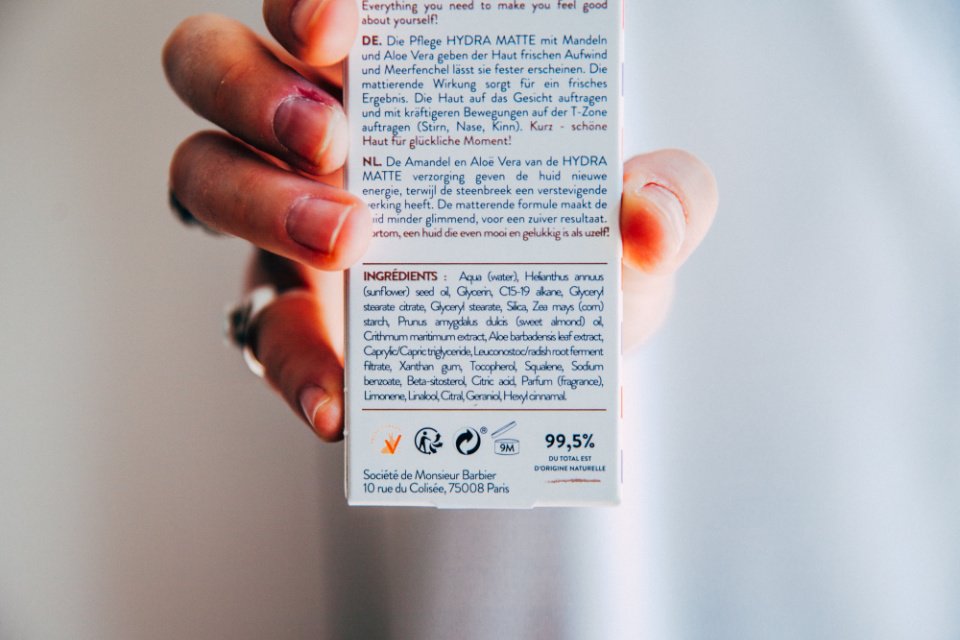 Everything you need to make you feel good
about yourself!
DE. Die Pflege HYDRA MATTE mit Mandeln
und Aloe Vera geben der Haut frischen Aufwind
und Meerfenchel lässt sie fester erscheinen. Die
mattierende Wirkung sorgt für ein frisches
Ergebnis. Die Haut auf das Gesicht auftragen
und mit kräftigeren Bewegungen auf der T-Zone
auftragen (Stirn, Nase, Kinn). Kurz - schöne
Haut für glückliche Moment!
NL. De Amandel en Aloë Vera van de HYDRA
MATTE verzorging geven de huid nieuwe
energie, terwijl de steenbreek een verstevigende
werking heeft. De matterende formule maakt de
huid minder glimmend, voor een zuiver resultaat.
ortom, een huid die even mooi en gelukkig is als uzelf!
INGRÉDIENTS : Aqua (water), Helianthus annuus
(sunflower) seed oil, Glycerin, C15-19 alkane, Glyceryl
stearate citrate, Glyceryl stearate, Silica, Zea mays (corn)
starch, Prunus amygdalus dulcis (sweet almond) oil,
Crithmum maritimum extract, Aloe barbadensis leaf extract,
Caprylic/Capric triglyceride, Leuconostoc/radish root ferment
filtrate, Xanthan gum, Tocopherol, Squalene, Sodium
benzoate, Beta-sitosterol, Citric acid, Parfum (fragrance),
Limonene, Linalool, Citral, Geraniol, Hexyl cinnamal.
® 9M 99,5%
DU TOTAL EST
D'ORIGINE NATURELLE
Société de Monsieur Barbier
10 rue du Colisée, 75008 Paris